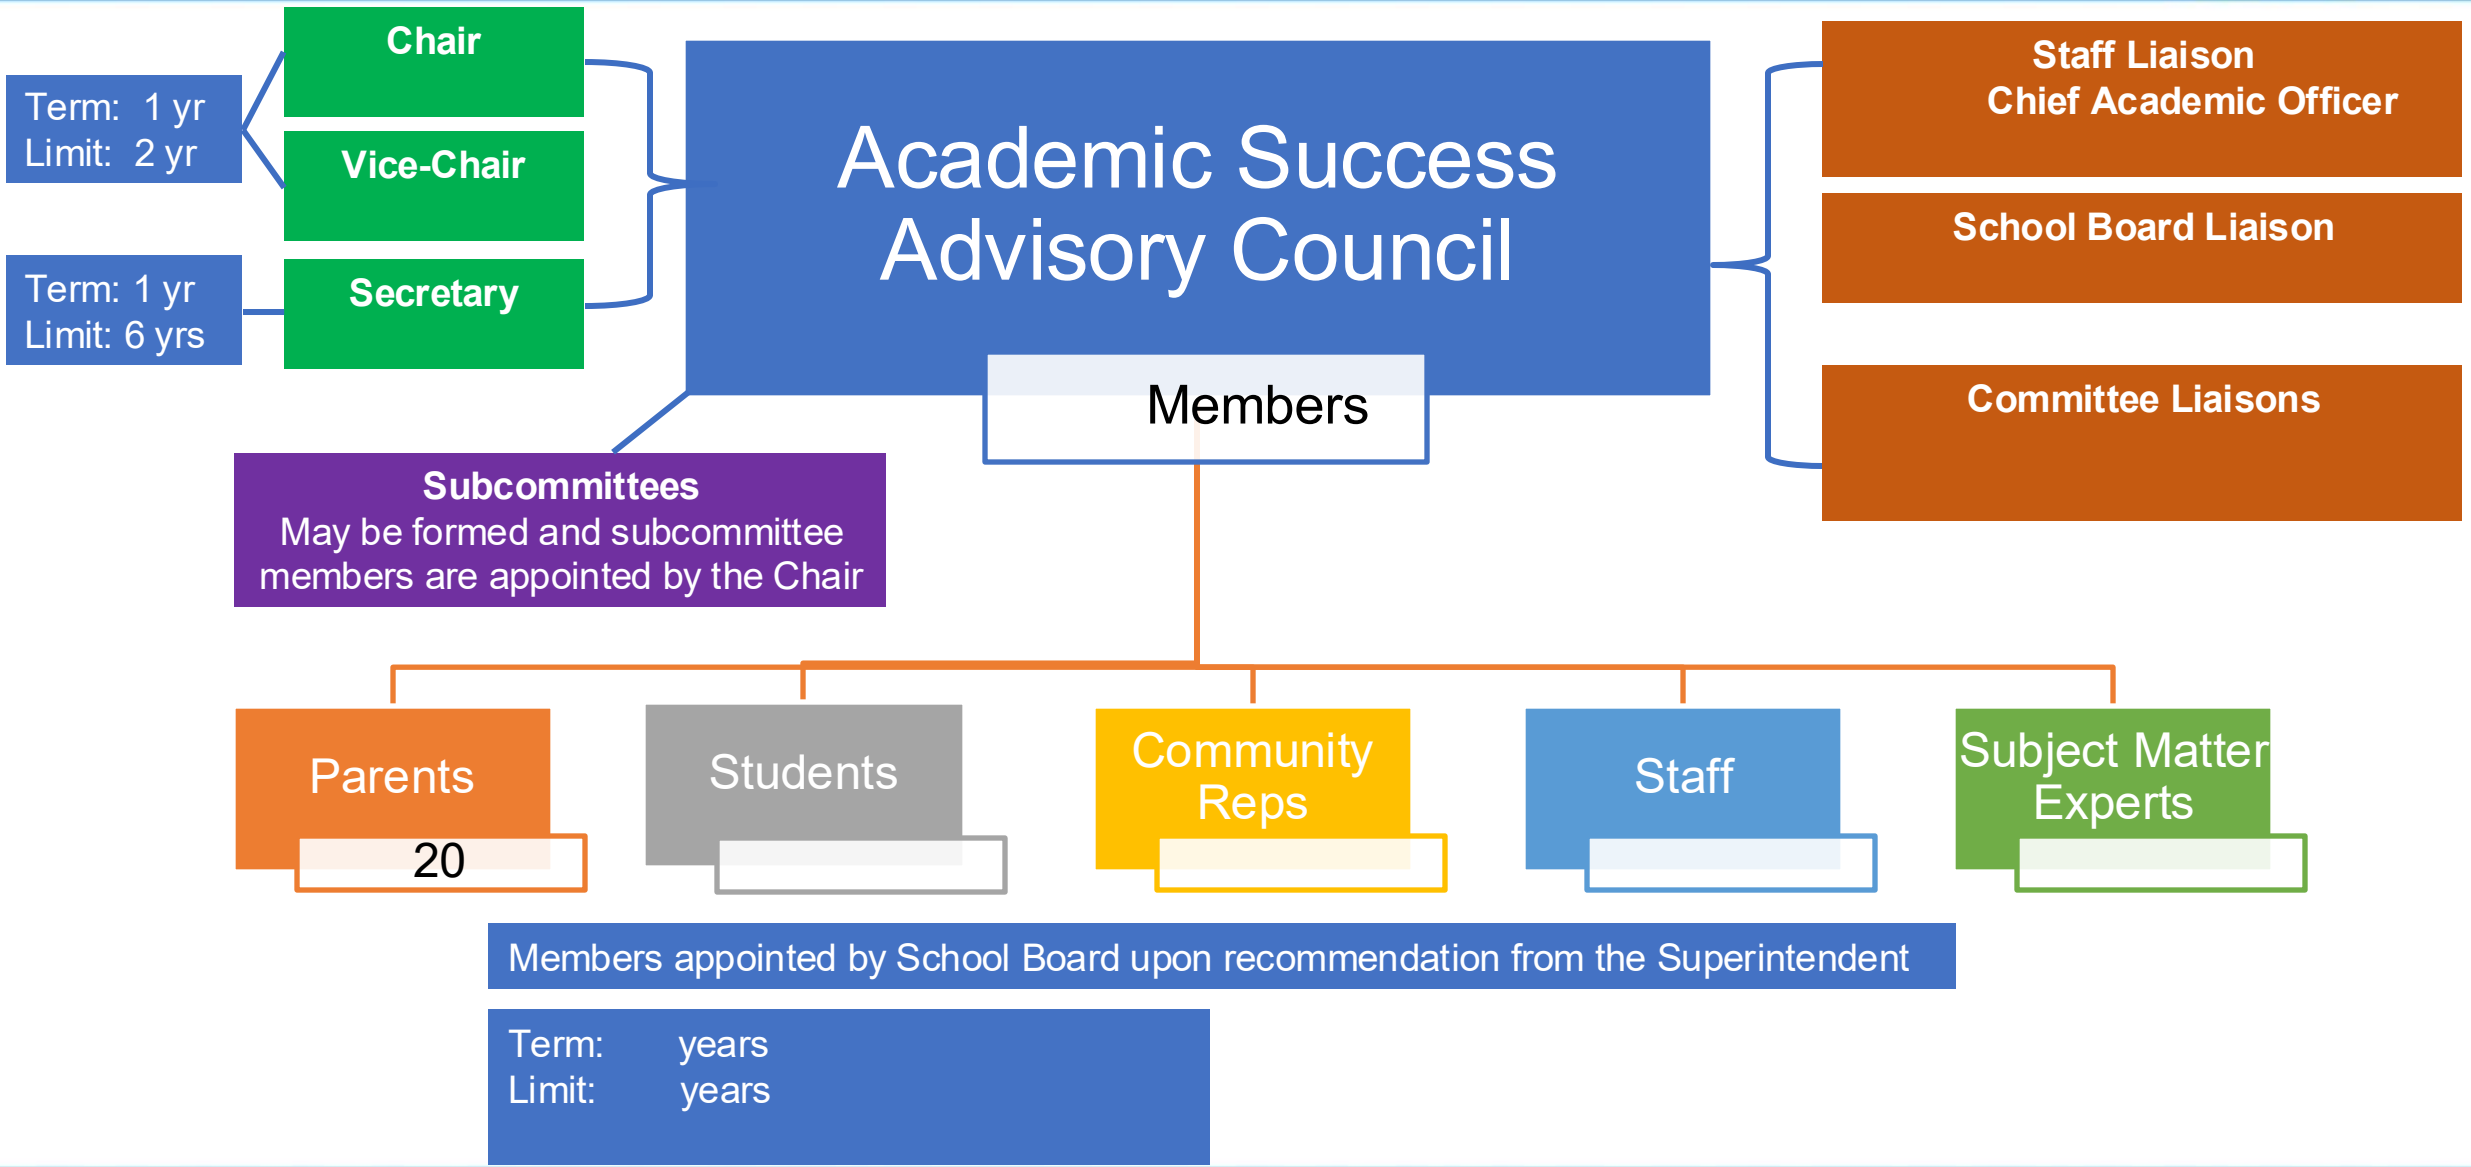 Chair
Term: 1 yr
Limit: 2 yr
Vice-Chair
Term: 1 yr
Limit: 6 yrs
Secretary
Academic Success
Advisory Council
Members
Staff Liaison
Chief Academic Officer
School Board Liaison
Committee Liaisons
Subcommittees
May be formed and subcommittee
members are appointed by the Chair
Parents
20
Students
Community
Reps
Staff
Subject Matter
Experts
Members appointed by School Board upon recommendation from the Superintendent
Term: years
Limit: years